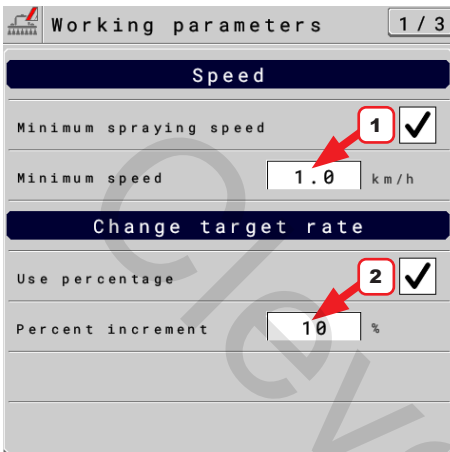 Working parameters 1/3
Speed
Minimum spraying speed 1
Minimum speed 1.0 km/h
Change target rate
Use percentage 2
Percent increment 10 %
Cleve